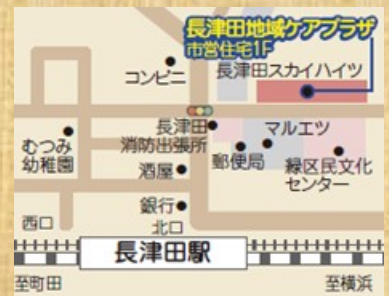 長津田地域ケアプラザ
市営住宅1F
コンビニ
長津田スカイハイツ
むつみ
幼稚園
長津田
消防出張所
マルエツ
酒屋
郵便局
緑区民文化
センター
銀行
西口
北口
長津田駅
至町田
至横浜